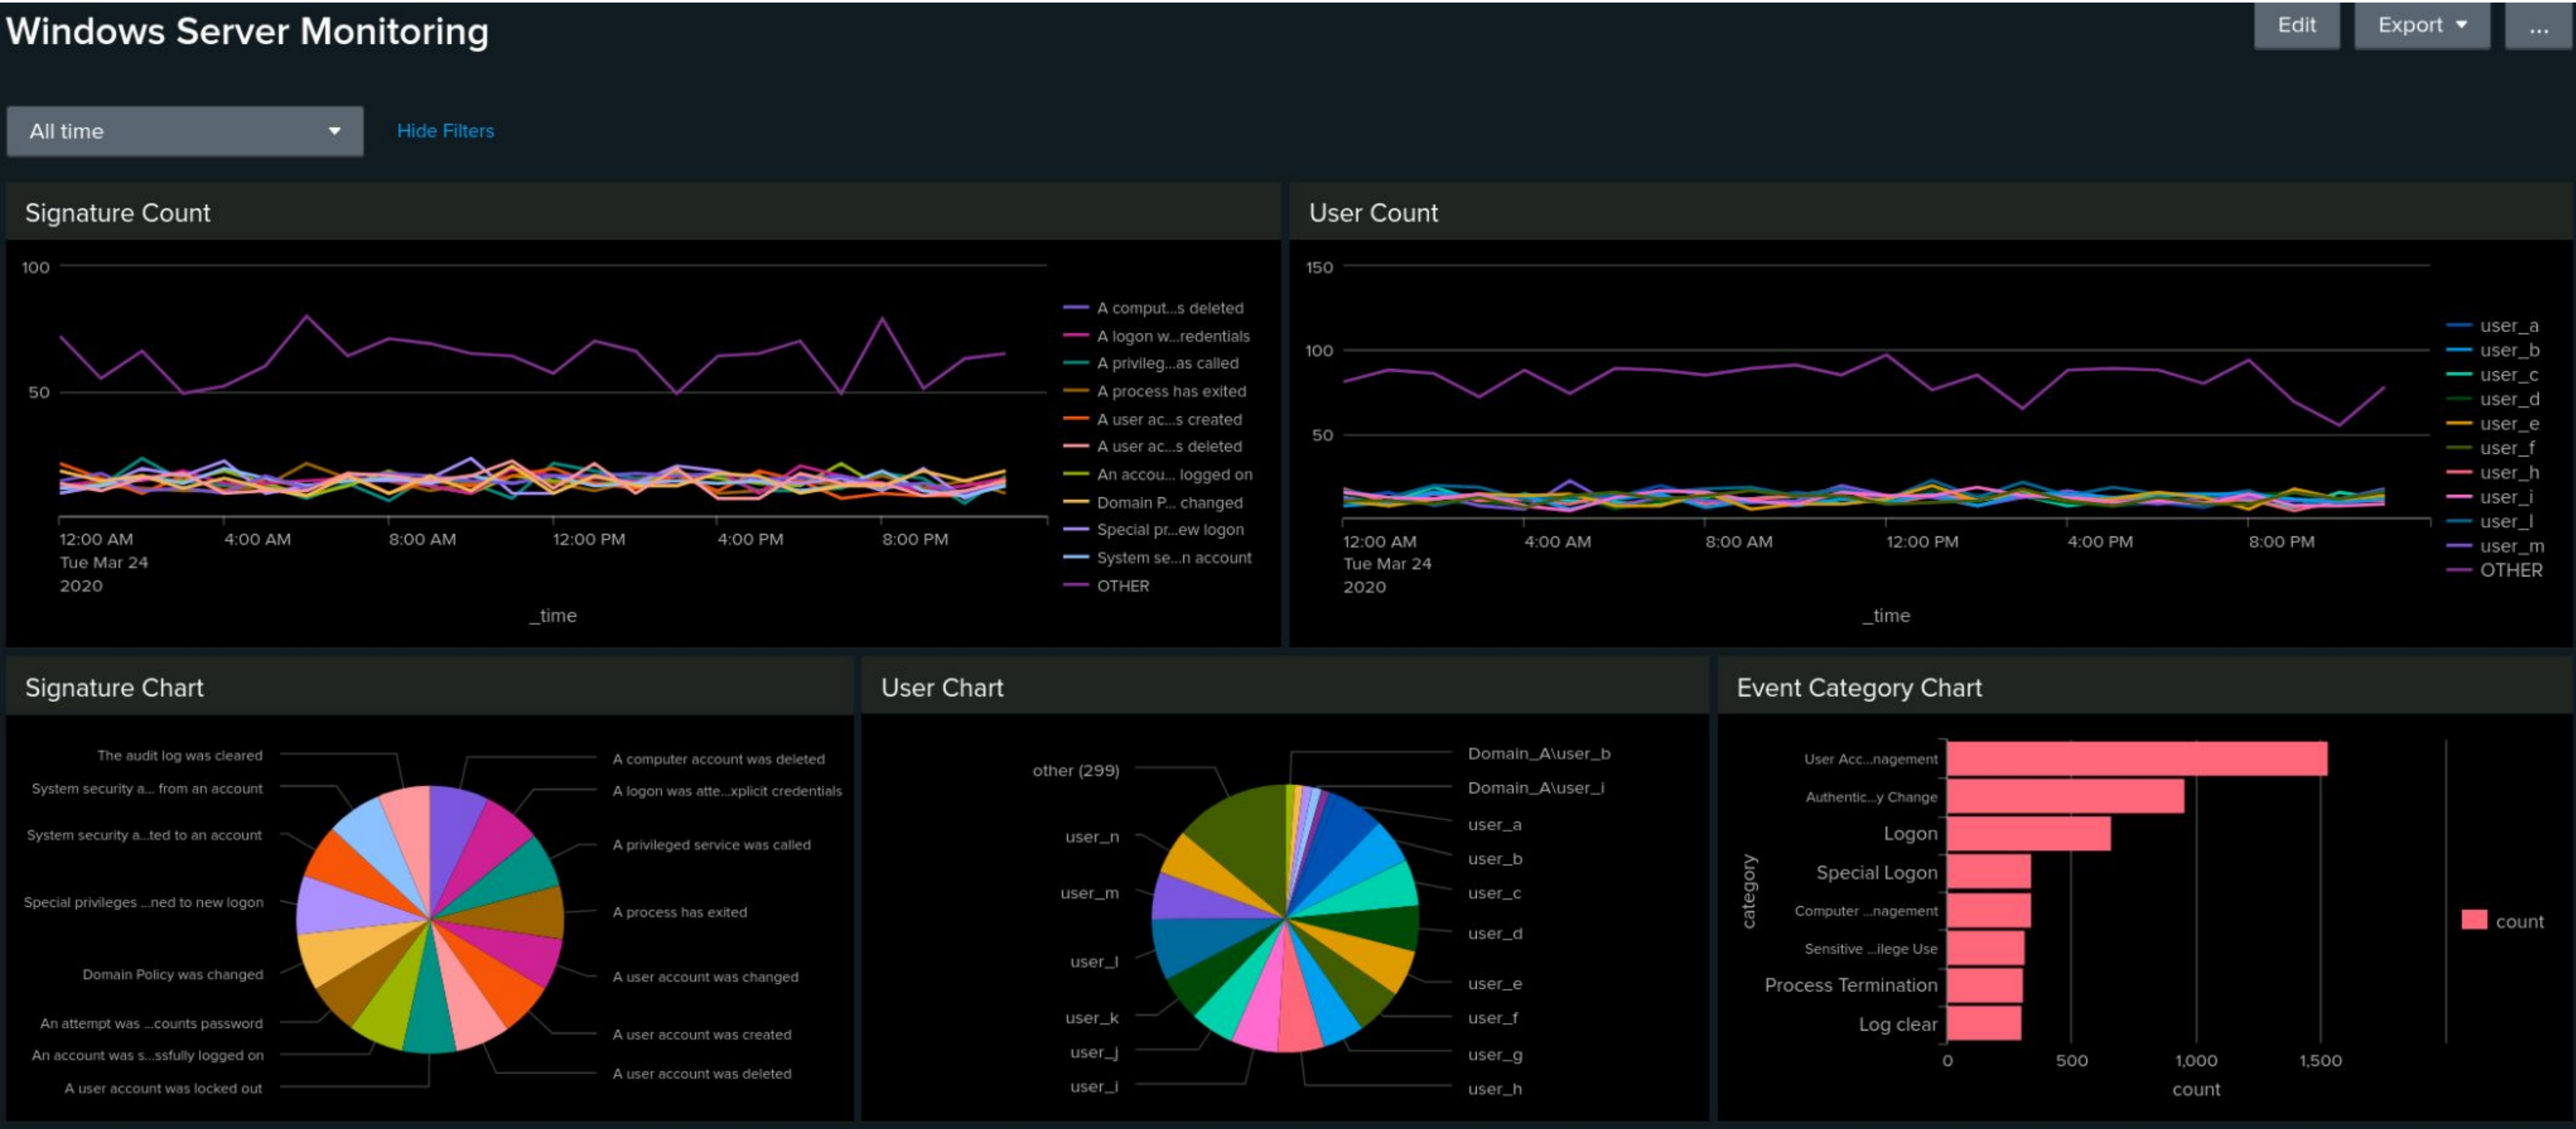 Windows Server Monitoring
Edit
Export
...
All time
Hide Filters
Signature Count
100
50
12:00 AM
Tue Mar 24
2020
4:00 AM
8:00 AM
12:00 PM
4:00 PM
8:00 PM
_time
A comput...s deleted
A logon w...redentials
A privileg...as called
A process has exited
A user ac...s created
A user ac...s deleted
An accou... logged on
Domain P... changed
Special pr...ew logon
System se...n account
OTHER
User Count
150
100
50
12:00 AM
Tue Mar 24
2020
4:00 AM
8:00 AM
12:00 PM
4:00 PM
8:00 PM
_time
user_a
user_b
user_c
user_d
user_e
user_f
user_h
user_i
user_l
user_m
OTHER
Signature Chart
The audit log was cleared
System security a... from an account
System security a...ted to an account
Special privileges ...ned to new logon
Domain Policy was changed
An attempt was ...counts password
An account was s...ssfully logged on
A user account was locked out
A computer account was deleted
A logon was atte...xplicit credentials
A privileged service was called
A process has exited
A user account was changed
A user account was created
A user account was deleted
User Chart
other (299)
user_n
user_m
user_l
user_k
user_j
user_i
Domain_A\user_b
Domain_A\user_i
user_a
user_b
user_c
user_d
user_e
user_f
user_g
user_h
Event Category Chart
category
User Acc...nagement
Authentic...y Change
Logon
Special Logon
Computer ...nagement
Sensitive ...ilege Use
Process Termination
Log clear
0
500
1,000
1,500
count
count